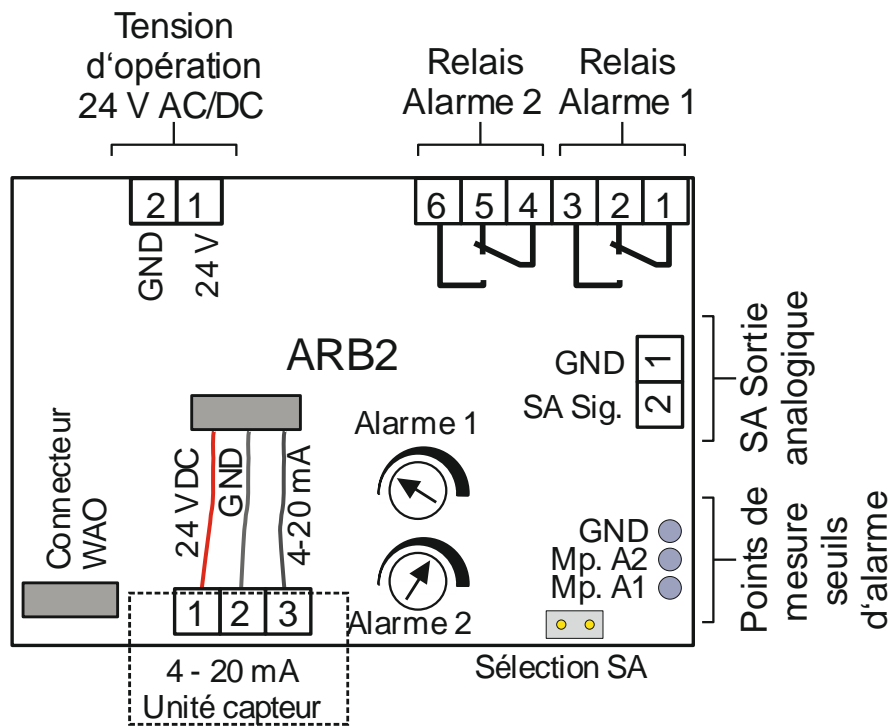 Tension
d‘opération
24 V AC/DC
Relais
Alarme 2
Relais
Alarme 1
2 1
GND
24 V
6 5 4 3 2 1
ARB2
GND 1
SA Sig. 2
SA Sortie
analogique
Connecteur
WAO
24 VDC
GND
4-20 mA
Alarme 1
Alarme 2
GND
Mp. A2
Mp. A1
Points de
mesure
seuils
d‘alarme
1 2 3
Sélection SA
4 - 20 mA
Unité capteur